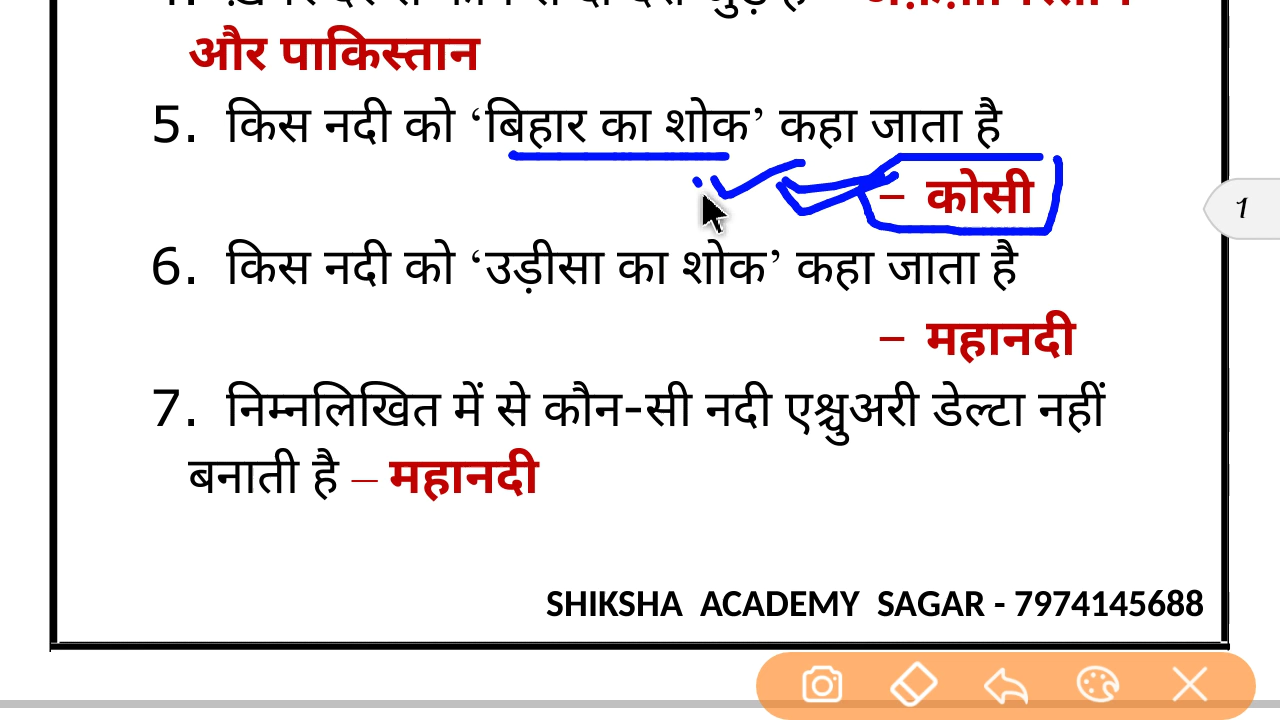 और पाकिस्तान
5. किस नदी को ‘बिहार का शोक’ कहा जाता है
– कोसी
6. किस नदी को ‘उड़ीसा का शोक’ कहा जाता है
– महानदी
7. निम्नलिखित में से कौन-सी नदी एश्चुअरी डेल्टा नहीं
बनाती है – महानदी
SHIKSHA ACADEMY SAGAR - 7974145688
1